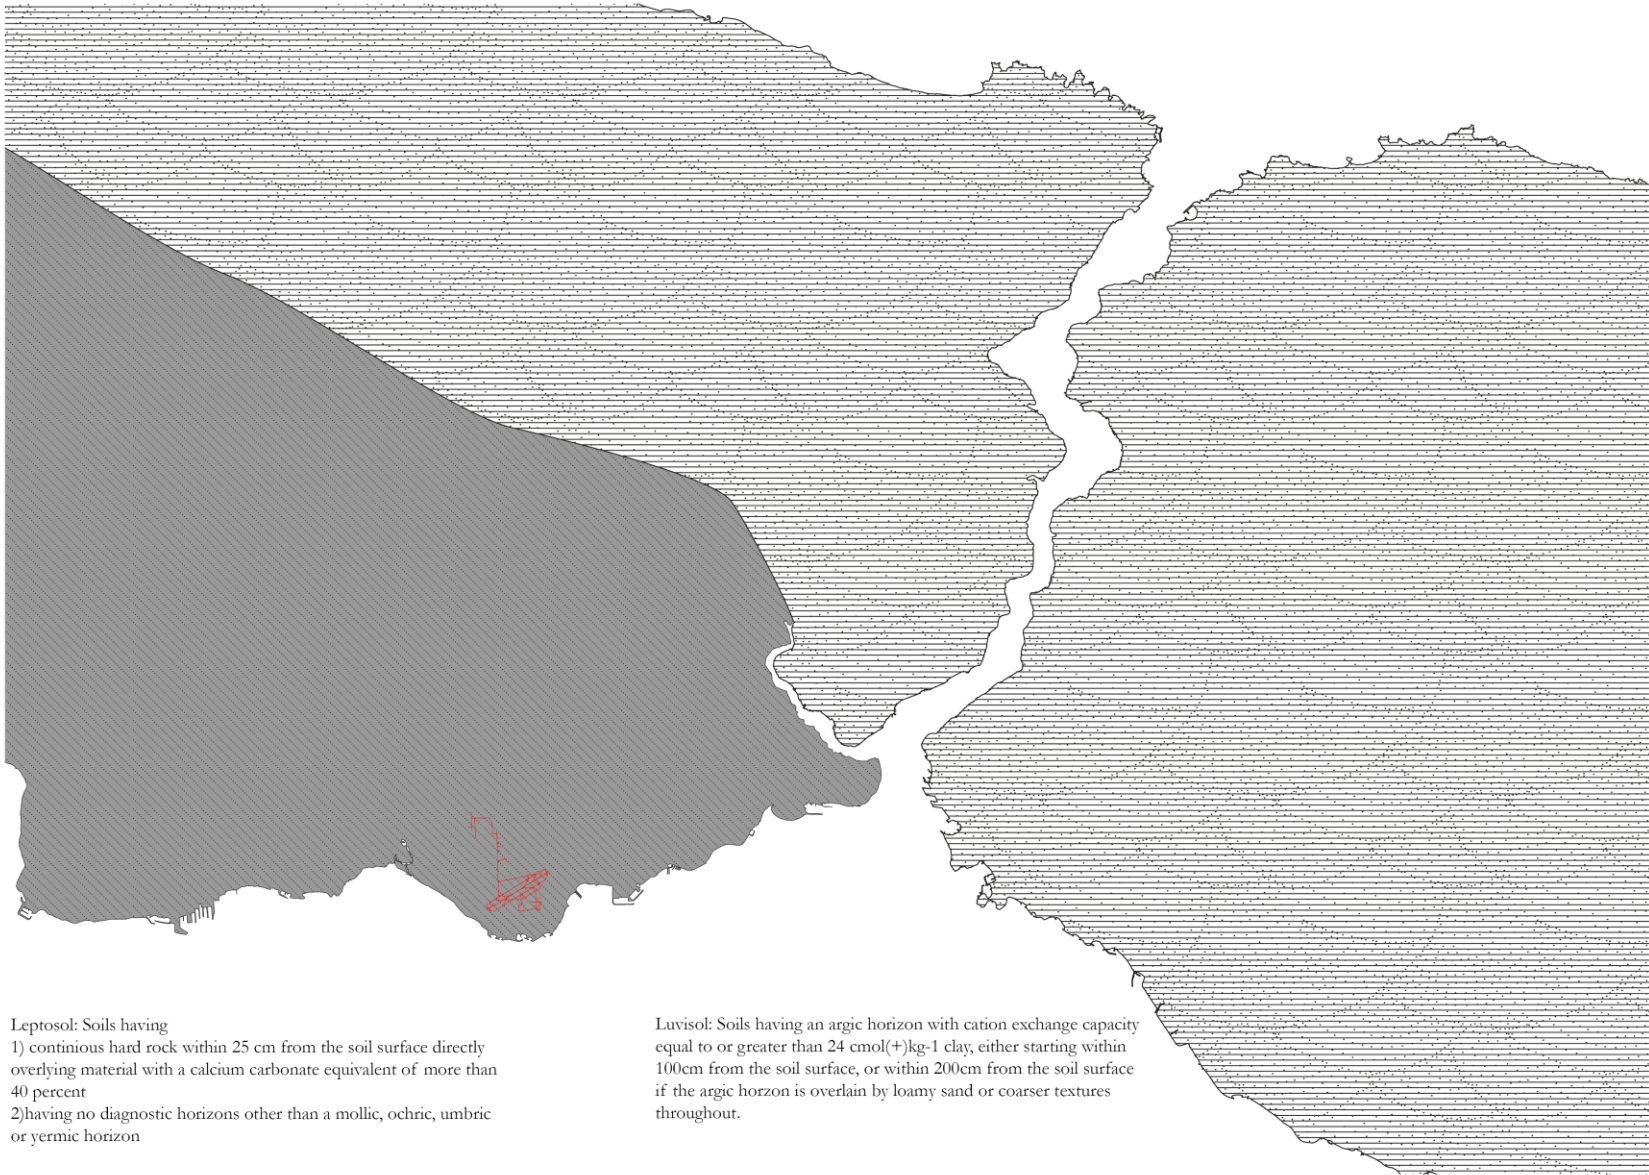 Leptosol: Soils having
1) continious hard rock within 25 cm from the soil surface directly
overlying material with a calcium carbonate equivalent of more than
40 percent
2)having no diagnostic horizons other than a mollic, ochric, umbric
or yermic horizon
Luvisol: Soils having an argic horizon with cation exchange capacity
equal to or greater than 24 cmol(+)kg-1 clay, either starting within
100cm from the soil surface, or within 200cm from the soil surface
if the argic horzon is overlain by loamy sand or coarser textures
throughout.